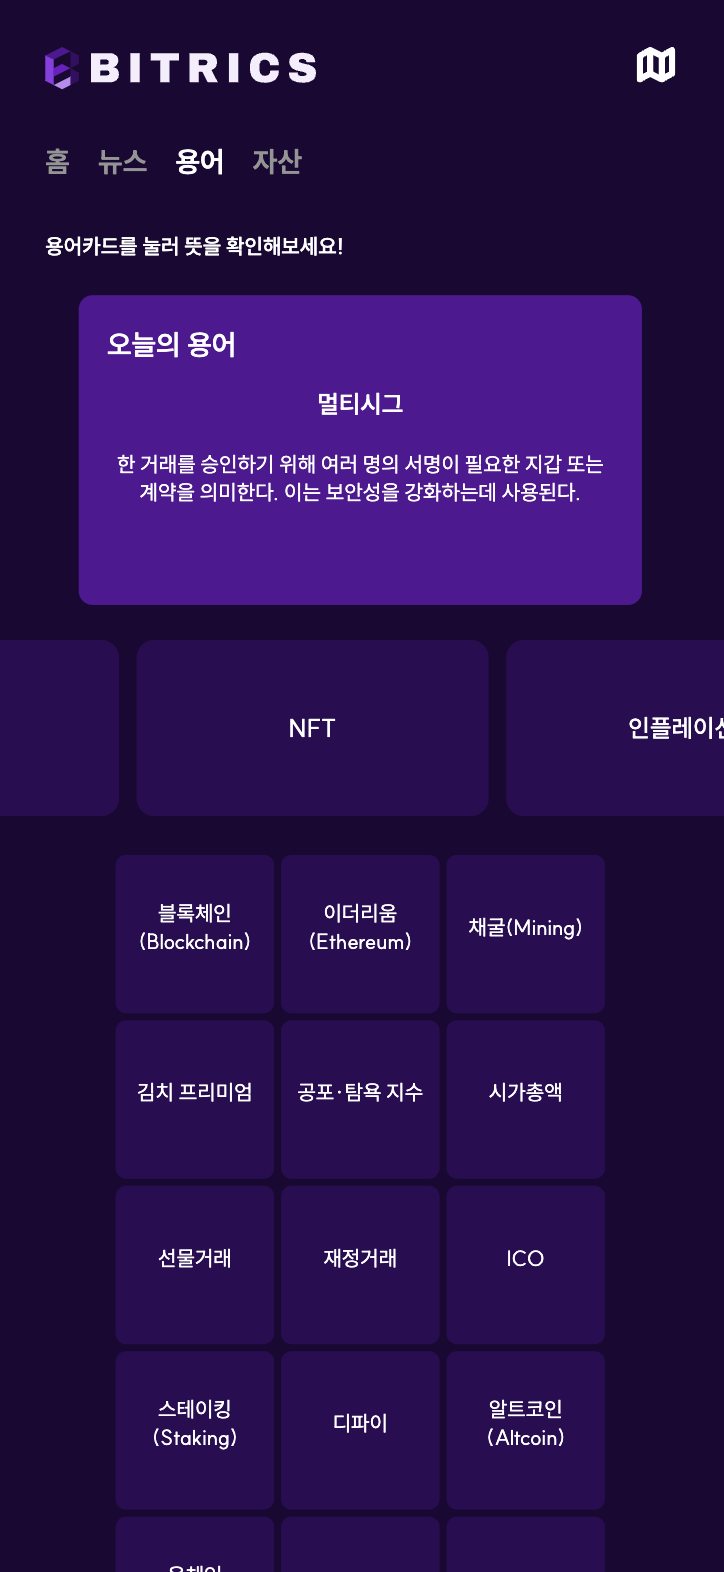 BITRICS
홈 뉴스 용어 자산
용어카드를 눌러 뜻을 확인해보세요!
오늘의 용어
멀티시그
한 거래를 승인하기 위해 여러 명의 서명이 필요한 지갑 또는
계약을 의미한다. 이는 보안성을 강화하는데 사용된다.
NFT
인플레이션
블록체인
(Blockchain)
이더리움
(Ethereum)
채굴(Mining)
김치 프리미엄
공포·탐욕 지수
시가총액
선물거래
재정거래
ICO
스테이킹
(Staking)
디파이
알트코인
(Altcoin)